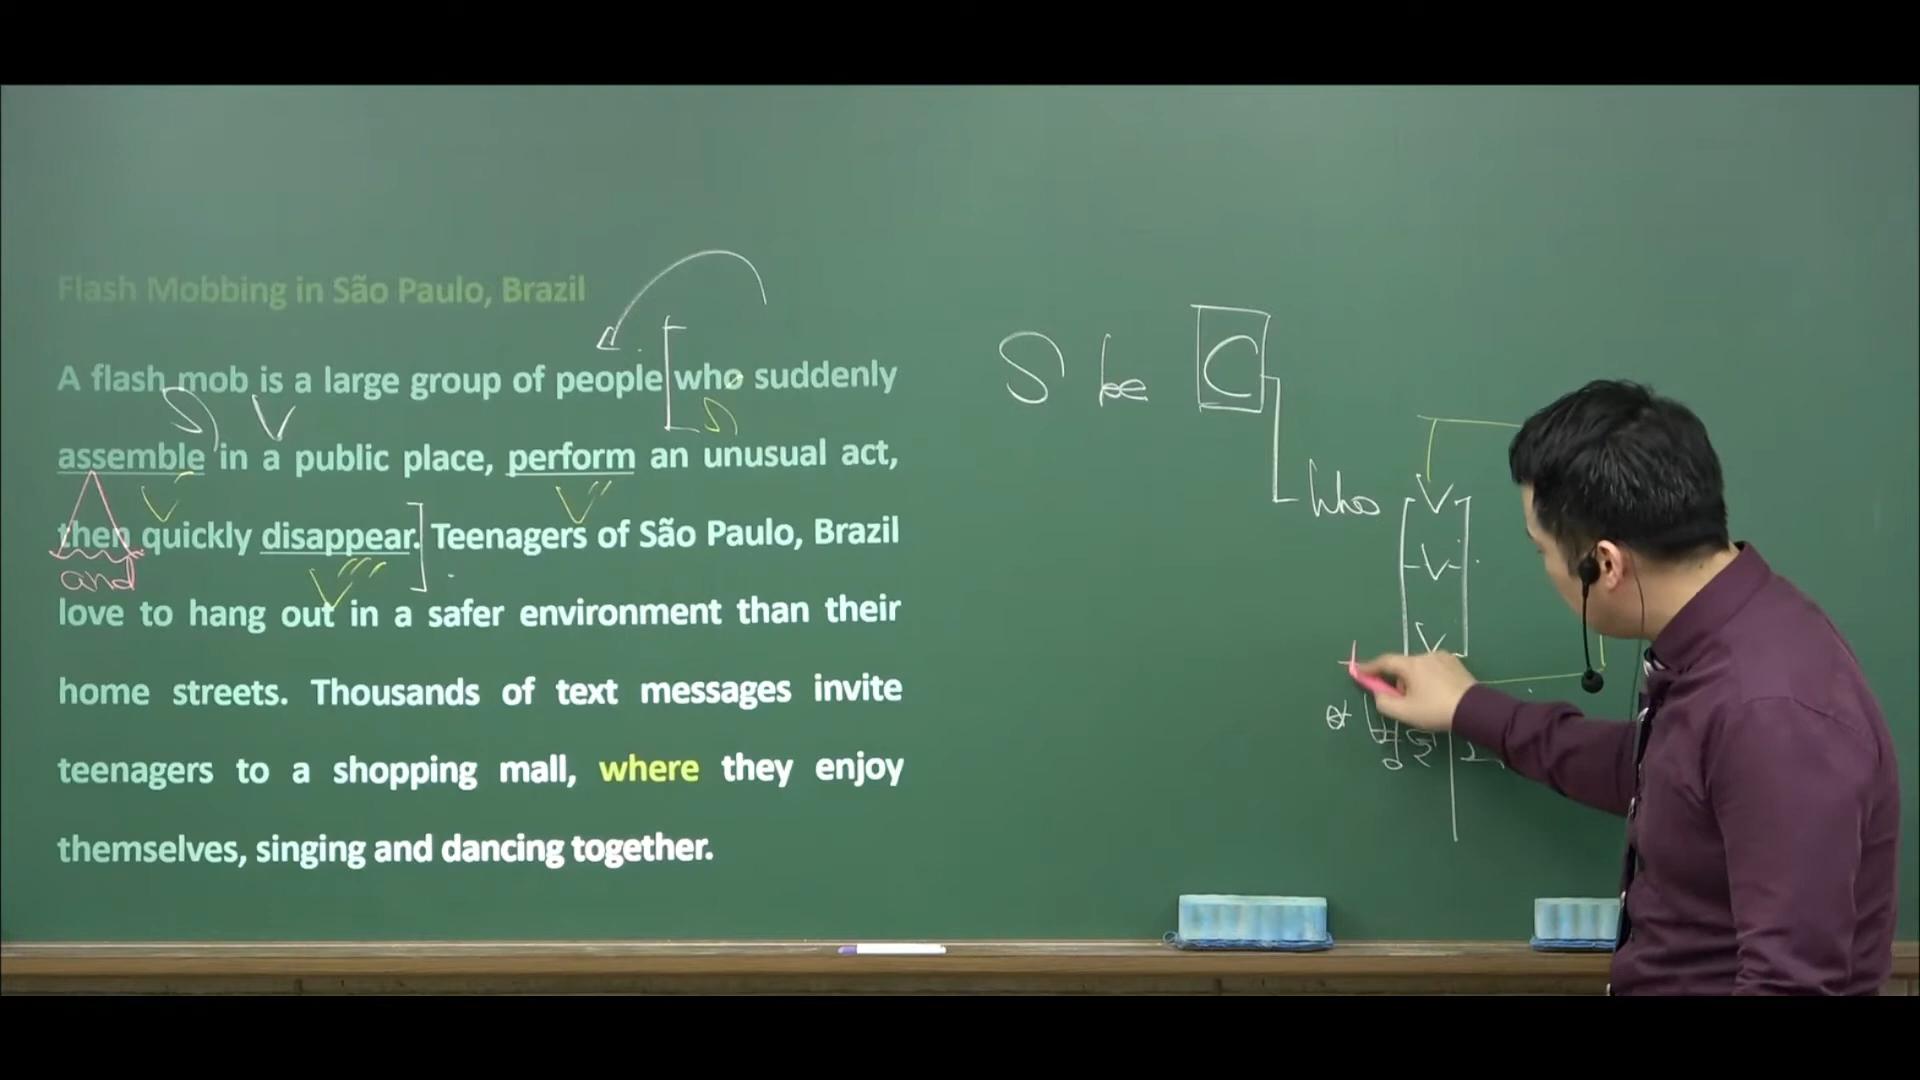 Flash Mobbing in São Paulo, Brazil
A flash mob is a large group of people who suddenly
S V S
assemble in a public place, perform an unusual act,
V V
then quickly disappear. Teenagers of São Paulo, Brazil
and V
love to hang out in a safer environment than their
home streets. Thousands of text messages invite
teenagers to a shopping mall, where they enjoy
themselves, singing and dancing together.
S be C
who V
V
V